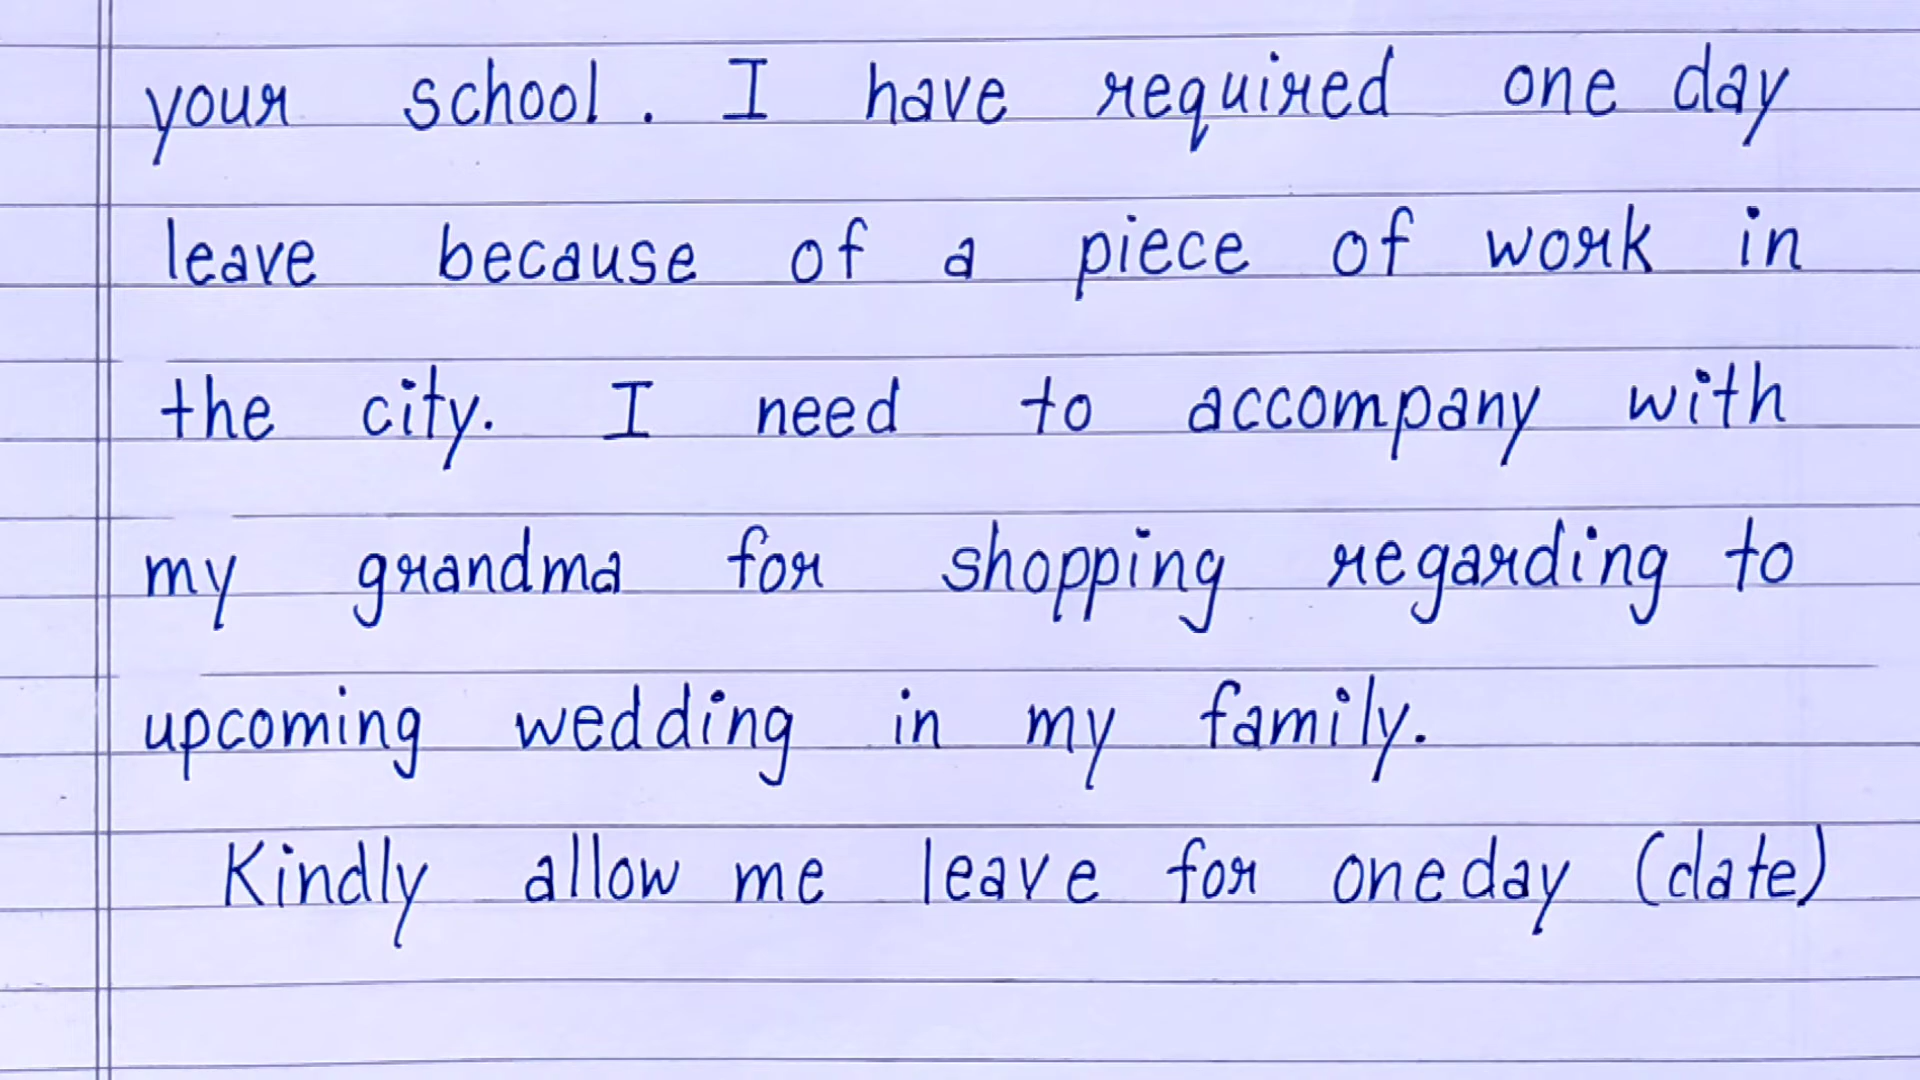 your school. I have required one day
leave because of a piece of work in
the city. I need to accompany with
my grandma for shopping regarding to
upcoming wedding in my family.
Kindly allow me leave for oneday (date)